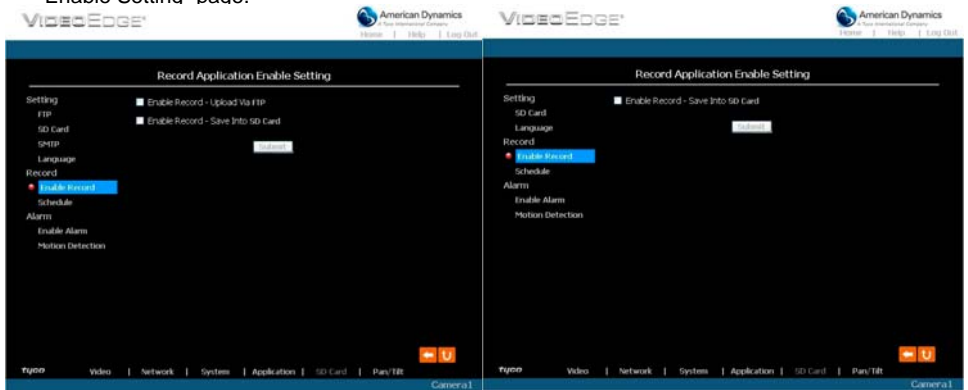 Enable Setting" page.
VIDEOEDGE
American Dynamics
A Tyco International Company
Home | Help | Log Out
Record Application Enable Setting
Setting
FTP
SD Card
SMTP
Language
Record
Enable Record
Schedule
Alarm
Enable Alarm
Motion Detection
Enable Record - Upload Via FTP
Enable Record - Save Into SD Card
Submit
tyco Video | Network | System | Application | SD Card | Pan/Tilt
Camera1
VIDEOEDGE
American Dynamics
A Tyco International Company
Home | Help | Log Out
Record Application Enable Setting
Setting
SD Card
Language
Record
Enable Record
Schedule
Alarm
Enable Alarm
Motion Detection
Enable Record - Save Into SD Card
Submit
tyco Video | Network | System | Application | SD Card | Pan/Tilt
Camera1